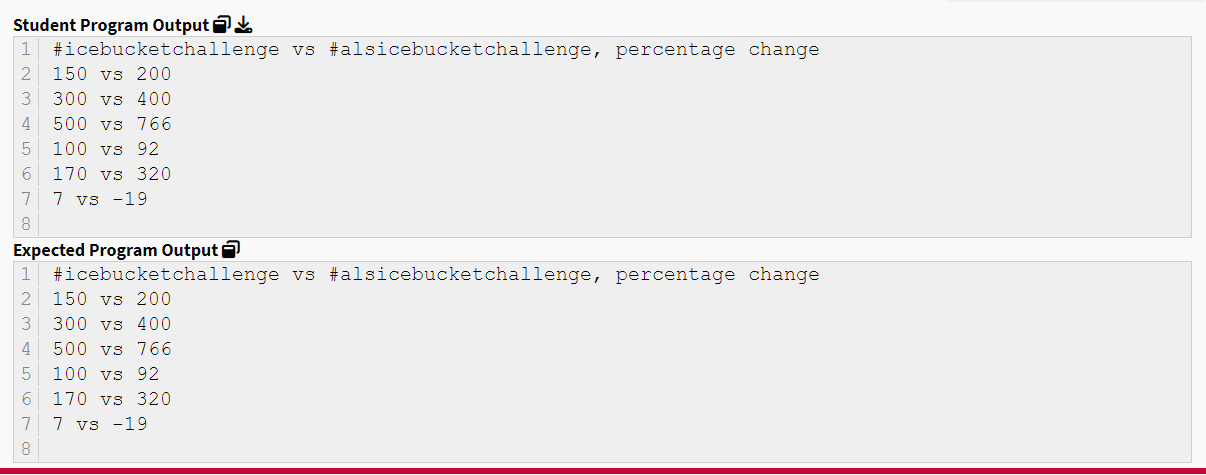 Student Program Output
1 #icebucketchallenge vs #alsicebucketchallenge, percentage change
2 150 vs 200
3 300 vs 400
4 500 vs 766
5 100 vs 92
6 170 vs 320
7 7 vs -19
8
Expected Program Output
1 #icebucketchallenge vs #alsicebucketchallenge, percentage change
2 150 vs 200
3 300 vs 400
4 500 vs 766
5 100 vs 92
6 170 vs 320
7 7 vs -19
8